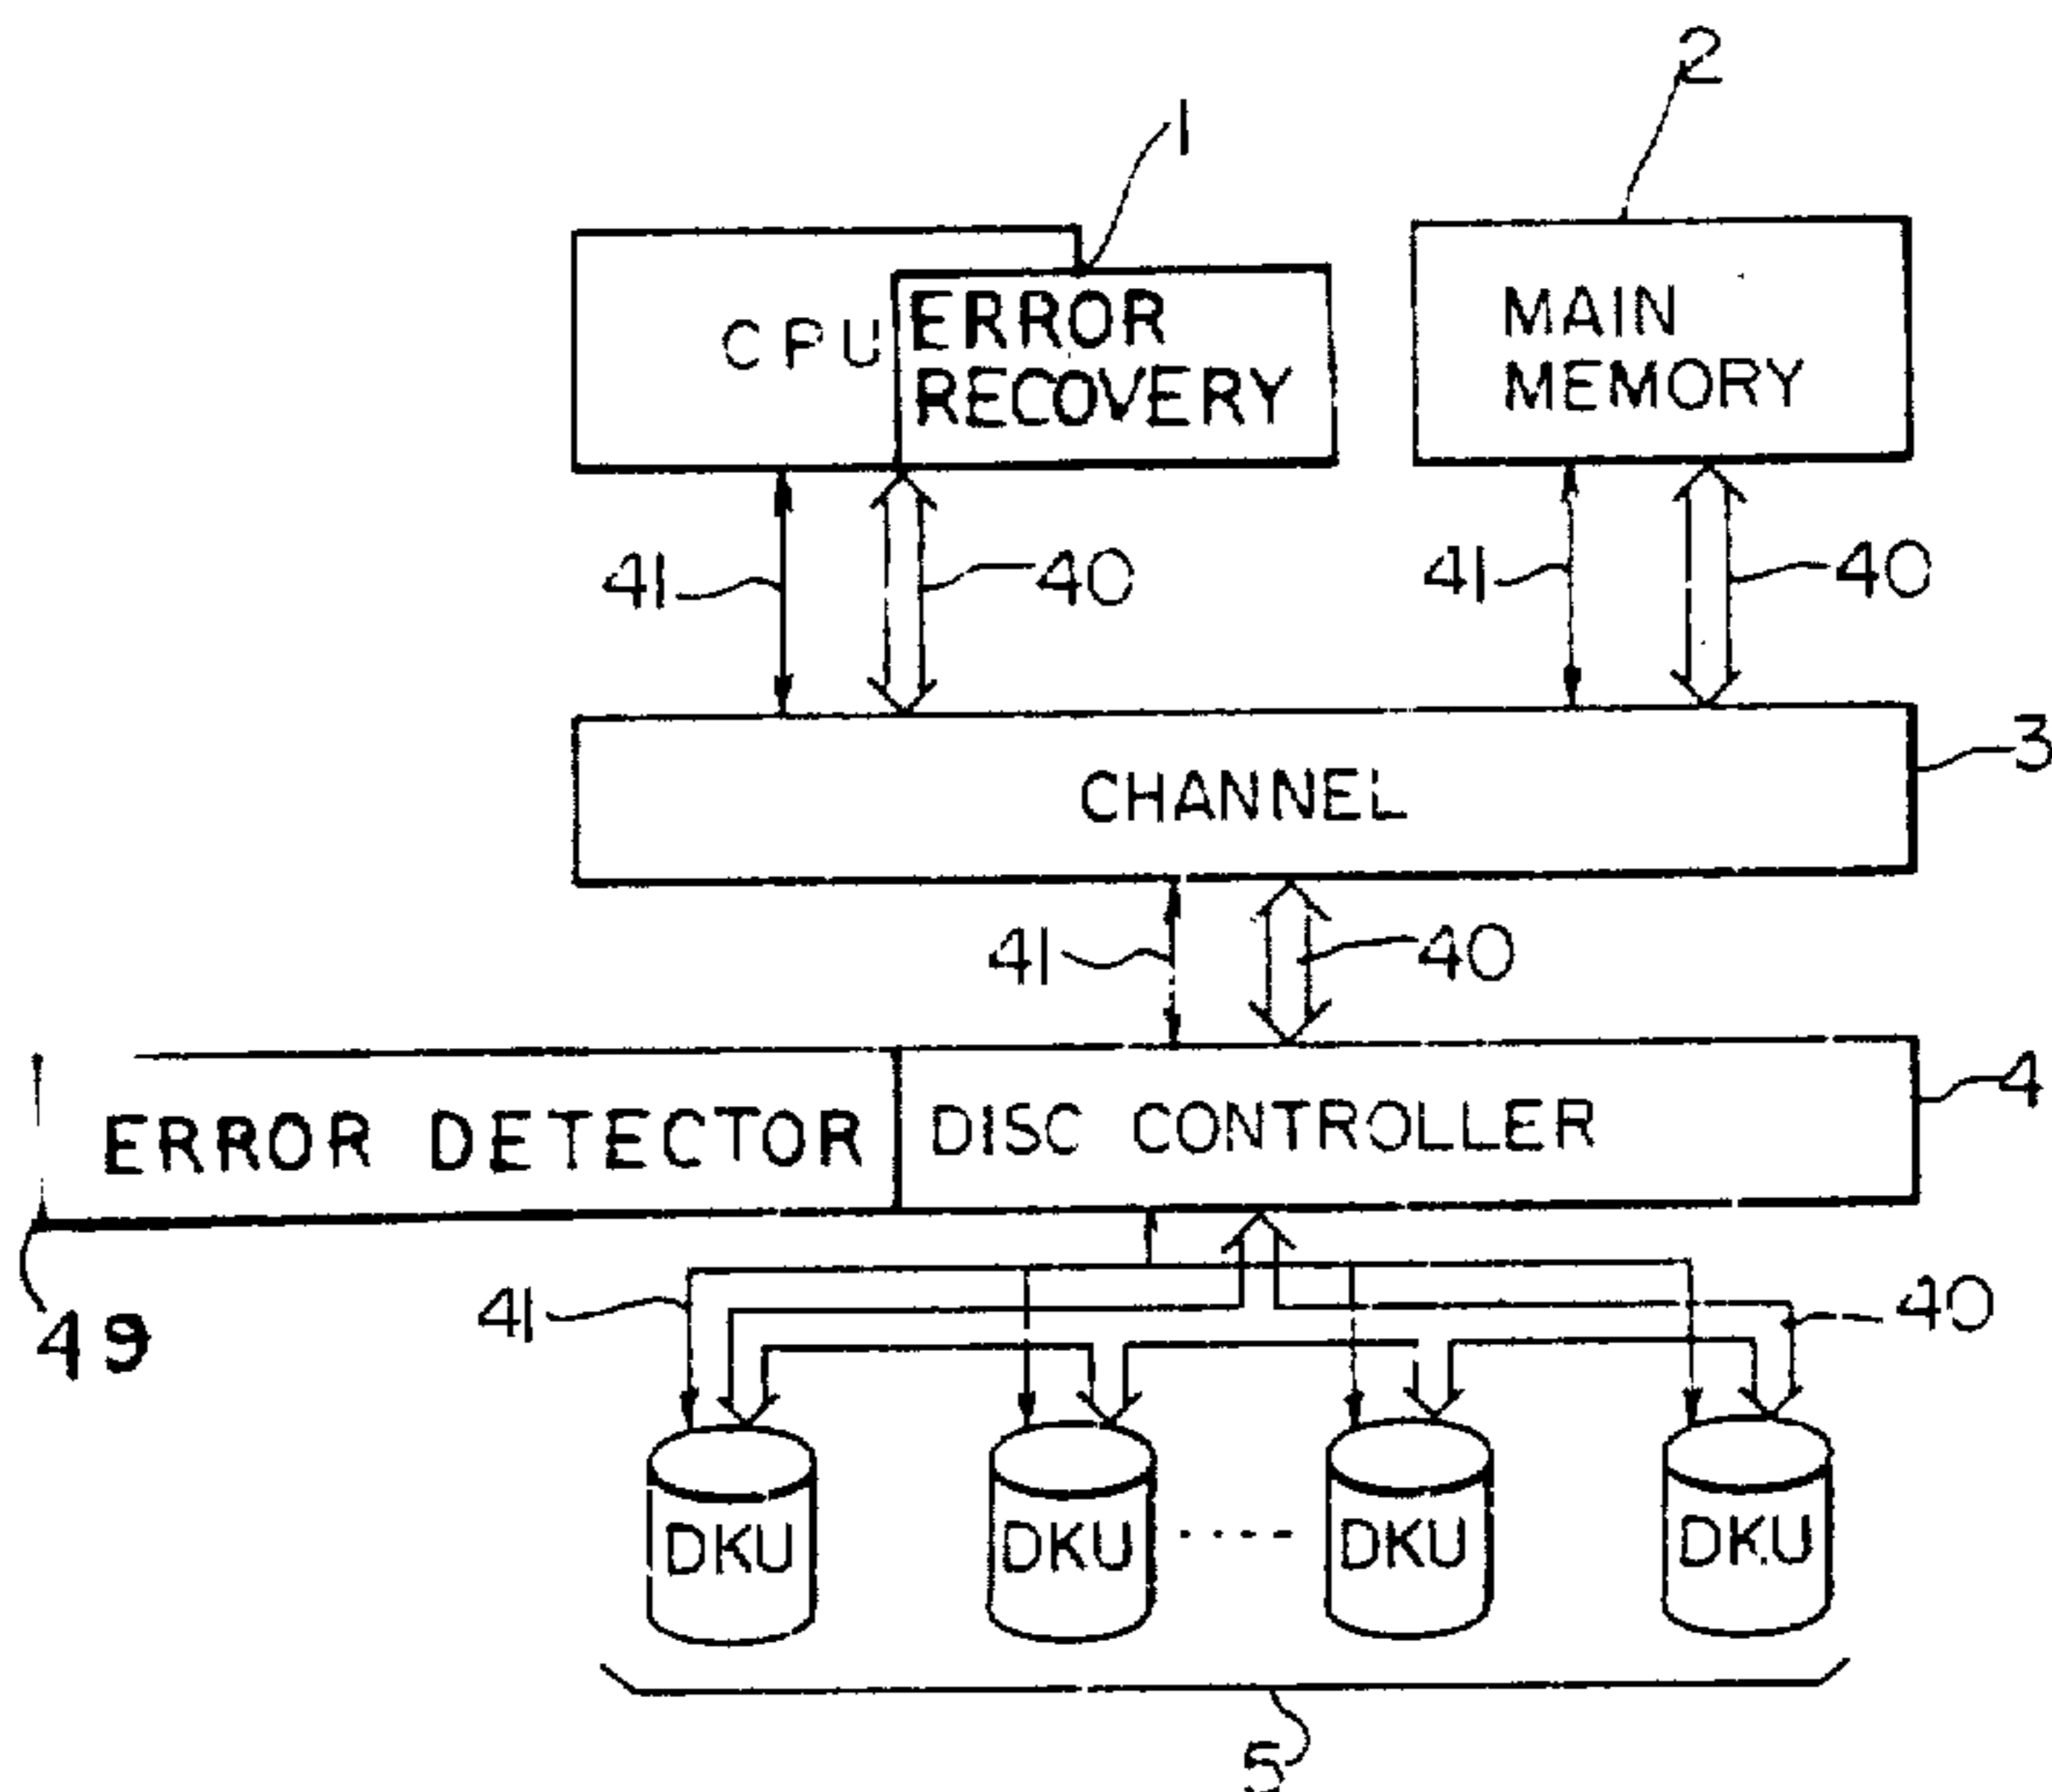 2
1
CPU
ERROR
RECOVERY
MAIN
MEMORY
41
40
41
40
3
CHANNEL
41
40
4
ERROR DETECTOR
DISC CONTROLLER
49
41
40
DKU
DKU
.....
DKU
DKU
5